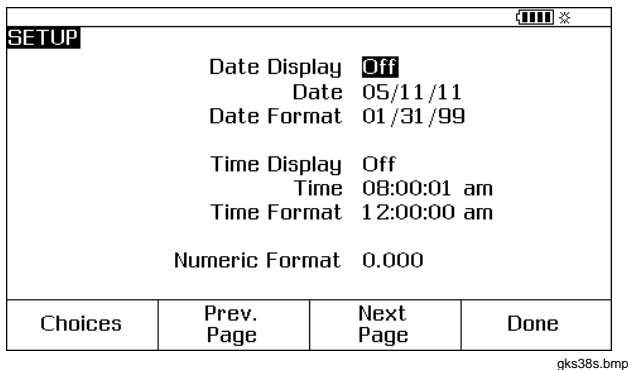 SETUP
Date Display Off
Date 05/11/11
Date Format 01/31/99
Time Display Off
Time 08:00:01 am
Time Format 12:00:00 am
Numeric Format 0.000
Choices
Prev. Page
Next Page
Done
gks38s.bmp